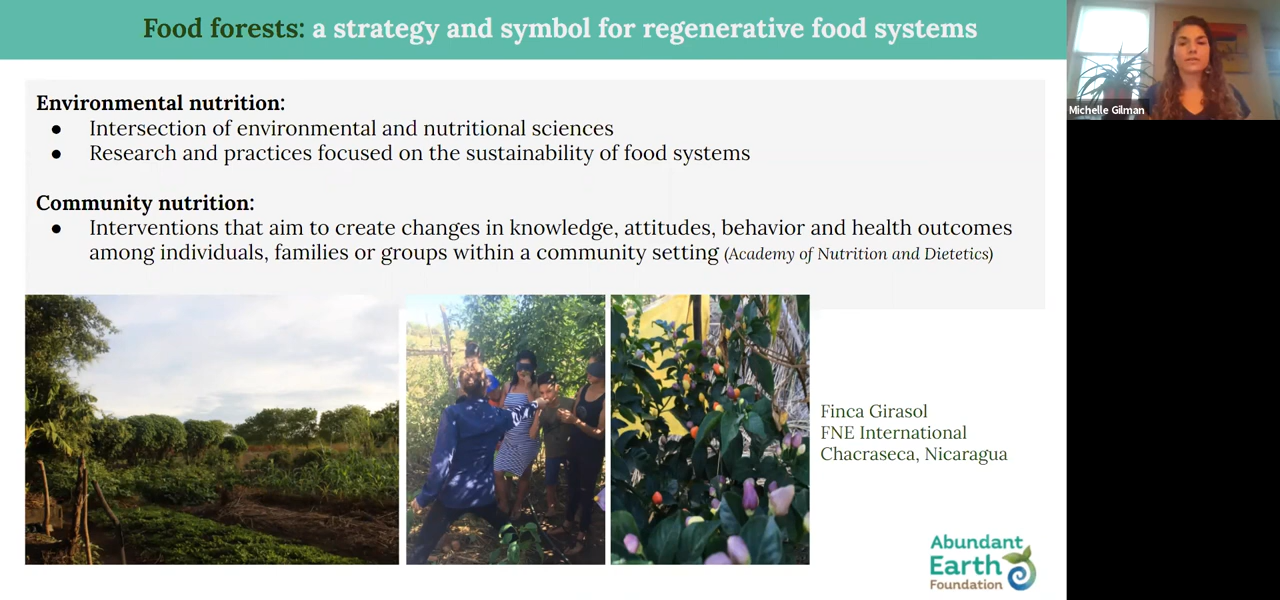 Food forests: a strategy and symbol for regenerative food systems
Environmental nutrition:
● Intersection of environmental and nutritional sciences
● Research and practices focused on the sustainability of food systems
Community nutrition:
● Interventions that aim to create changes in knowledge, attitudes, behavior and health outcomes
among individuals, families or groups within a community setting (Academy of Nutrition and Dietetics)
Finca Girasol
FNE International
Chacraseca, Nicaragua
Abundant
Earth
Foundation
Michelle Gilman